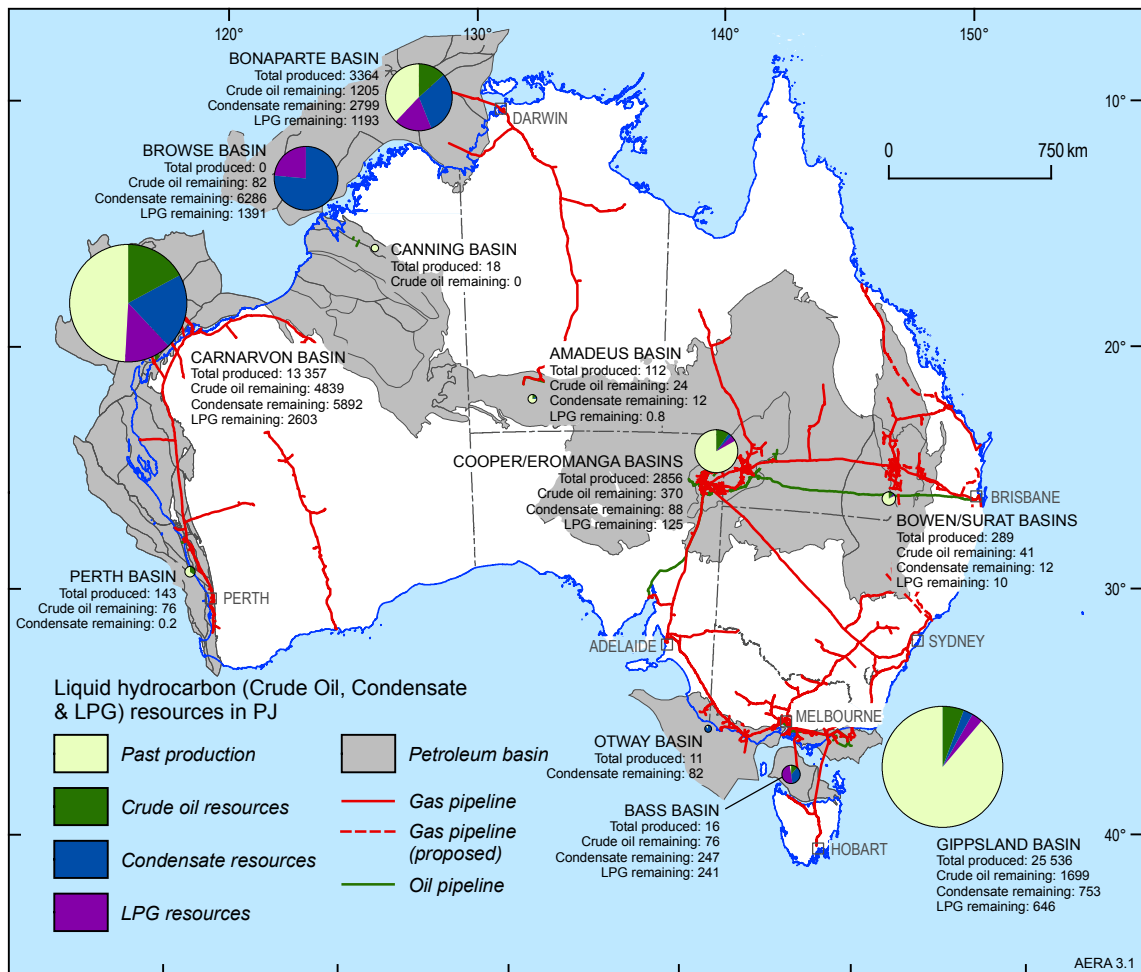 120°
130°
140°
150°
BONAPARTE BASIN
Total produced: 3364
Crude oil remaining: 1205
Condensate remaining: 2799
LPG remaining: 1193
10°
DARWIN
0
750 km
BROWSE BASIN
Total produced: 0
Crude oil remaining: 82
Condensate remaining: 6286
LPG remaining: 1391
CANNING BASIN
Total produced: 18
Crude oil remaining: 0
20°
CARNARVON BASIN
Total produced: 13 357
Crude oil remaining: 4839
Condensate remaining: 5892
LPG remaining: 2603
AMADEUS BASIN
Total produced: 112
Crude oil remaining: 24
Condensate remaining: 12
LPG remaining: 0.8
COOPER/EROMANGA BASINS
Total produced: 2856
Crude oil remaining: 370
Condensate remaining: 88
LPG remaining: 125
BRISBANE
BOWEN/SURAT BASINS
Total produced: 289
Crude oil remaining: 41
Condensate remaining: 12
LPG remaining: 10
PERTH BASIN
Total produced: 143
Crude oil remaining: 76
Condensate remaining: 0.2
PERTH
30°
ADELAIDE
SYDNEY
MELBOURNE
OTWAY BASIN
Total produced: 11
Condensate remaining: 82
BASS BASIN
Total produced: 16
Crude oil remaining: 76
Condensate remaining: 247
LPG remaining: 241
40°
HOBART
GIPPSLAND BASIN
Total produced: 25 536
Crude oil remaining: 1699
Condensate remaining: 753
LPG remaining: 646
Liquid hydrocarbon (Crude Oil, Condensate
& LPG) resources in PJ
Past production
Crude oil resources
Condensate resources
LPG resources
Petroleum basin
Gas pipeline
Gas pipeline
(proposed)
Oil pipeline
AERA 3.1